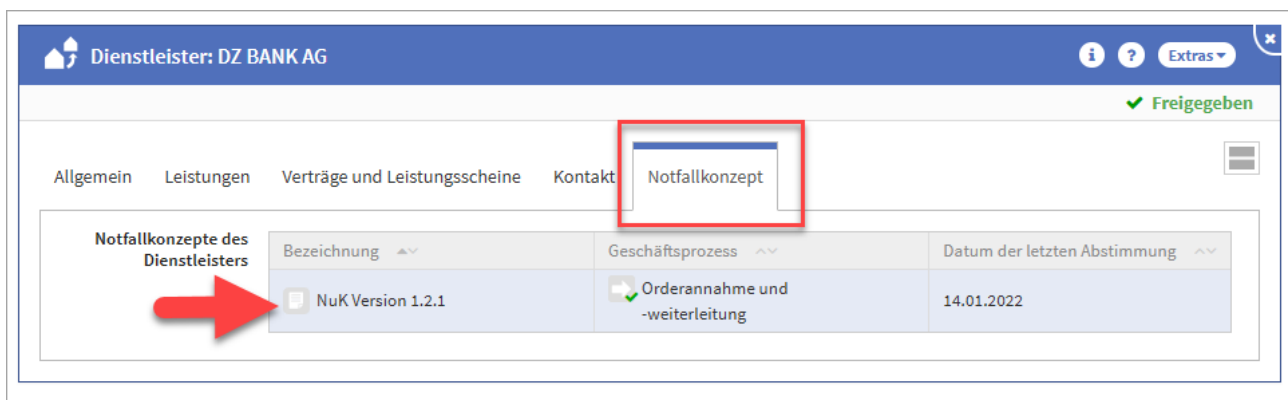 Dienstleister: DZ BANK AG
i ? Extras
Freigegeben
Allgemein Leistungen Verträge und Leistungsscheine Kontakt Notfallkonzept
Notfallkonzepte des
Dienstleisters
Bezeichnung Geschäftsprozess Datum der letzten Abstimmung
NuK Version 1.2.1
Orderannahme und
-weiterleitung
14.01.2022